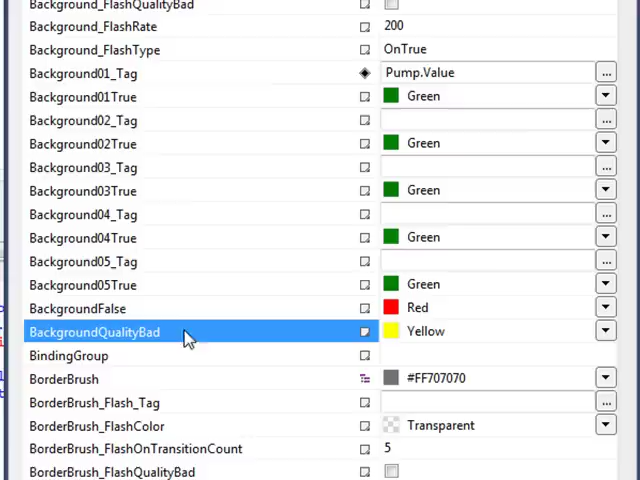 Background_FlashQualityBad
Background_FlashRate 200
Background_FlashType OnTrue
Background01_Tag Pump.Value ...
Background01True Green
Background02_Tag ...
Background02True Green
Background03_Tag ...
Background03True Green
Background04_Tag ...
Background04True Green
Background05_Tag ...
Background05True Green
BackgroundFalse Red
BackgroundQualityBad Yellow
BindingGroup
BorderBrush #FF707070
BorderBrush_Flash_Tag ...
BorderBrush_FlashColor Transparent
BorderBrush_FlashOnTransitionCount 5
BorderBrush_FlashQualityBad